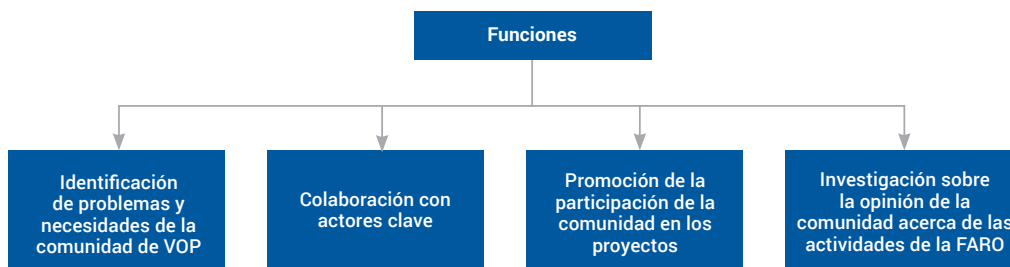 Funciones
Identificación
de problemas y
necesidades de la
comunidad de VOP
Colaboración con
actores clave
Promoción de la
participación de la
comunidad en los
proyectos
Investigación sobre
la opinión de la
comunidad acerca de las
actividades de la FARO